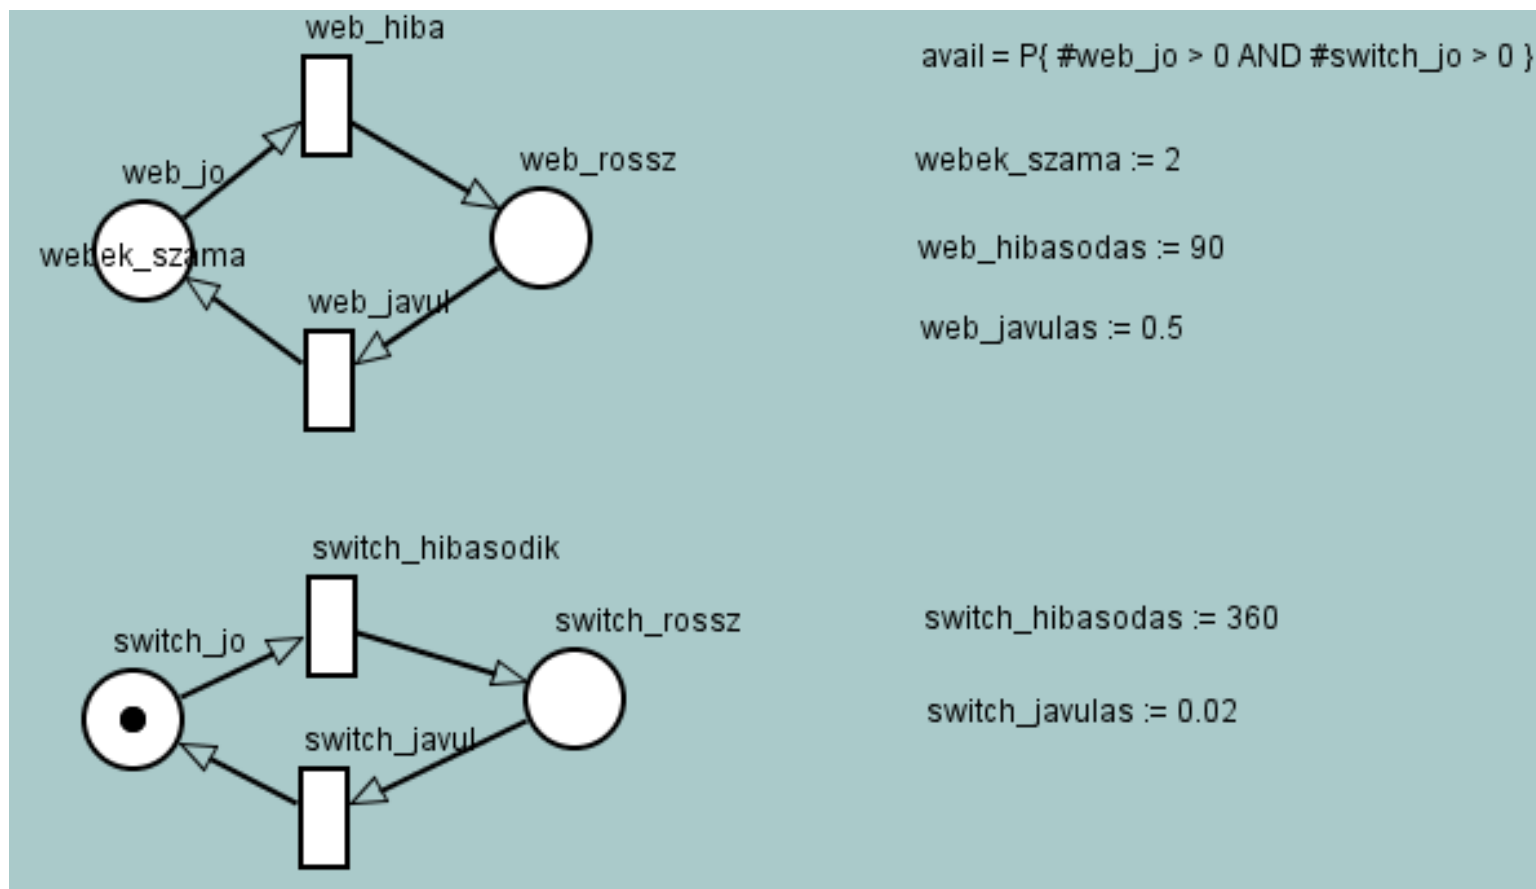 web_hiba
avail = P{ #web_jo > 0 AND #switch_jo > 0 }
web_jo
web_rossz
webek_szama := 2
webek_szama
web_hibasodas := 90
web_javul
web_javulas := 0.5
switch_hibasodik
switch_jo
switch_rossz
switch_hibasodas := 360
switch_javul
switch_javulas := 0.02